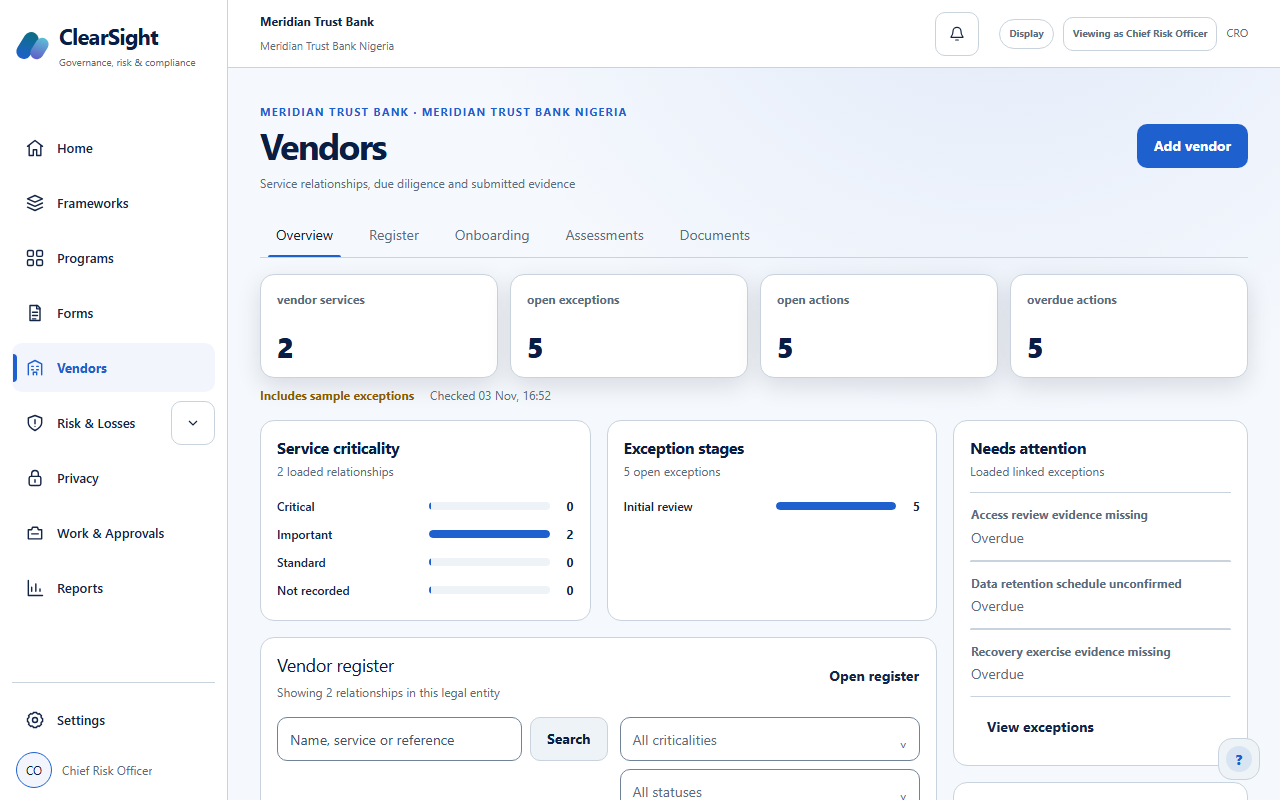 ClearSight
Governance, risk & compliance
Home
Frameworks
Programs
Forms
Vendors
Risk & Losses
Privacy
Work & Approvals
Reports
Settings
CO
Chief Risk Officer
Meridian Trust Bank
Meridian Trust Bank Nigeria
Display
Viewing as Chief Risk Officer
CRO
MERIDIAN TRUST BANK · MERIDIAN TRUST BANK NIGERIA
Vendors
Service relationships, due diligence and submitted evidence
Add vendor
Overview
Register
Onboarding
Assessments
Documents
vendor services
2
open exceptions
5
open actions
5
overdue actions
5
Includes sample exceptions
Checked 03 Nov, 16:52
Service criticality
2 loaded relationships
Critical 0
Important 2
Standard 0
Not recorded 0
Exception stages
5 open exceptions
Initial review 5
Needs attention
Loaded linked exceptions
Access review evidence missing
Overdue
Data retention schedule unconfirmed
Overdue
Recovery exercise evidence missing
Overdue
View exceptions
Vendor register
Showing 2 relationships in this legal entity
Open register
Name, service or reference
Search
All criticalities
All statuses
?